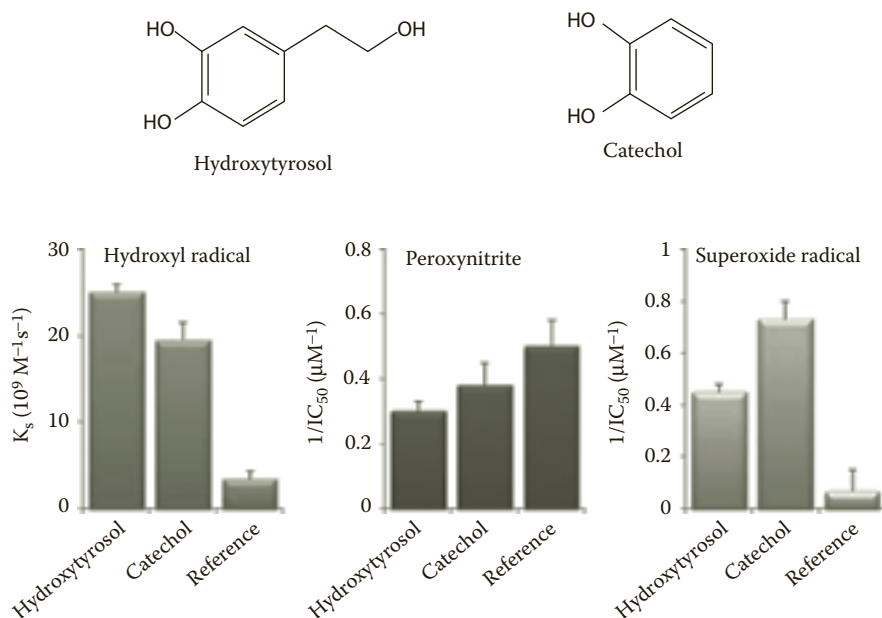 HO
OH
HO
Hydroxytyrosol
HO
HO
Catechol
Hydroxyl radical
Kₛ (10⁹ M⁻¹s⁻¹)
30
20
10
0
Hydroxytyrosol
Catechol
Reference
Peroxynitrite
1/IC₅₀ (μM⁻¹)
0.8
0.6
0.4
0.2
0
Hydroxytyrosol
Catechol
Reference
Superoxide radical
1/IC₅₀ (μM⁻¹)
1
0.8
0.6
0.4
0.2
0
Hydroxytyrosol
Catechol
Reference